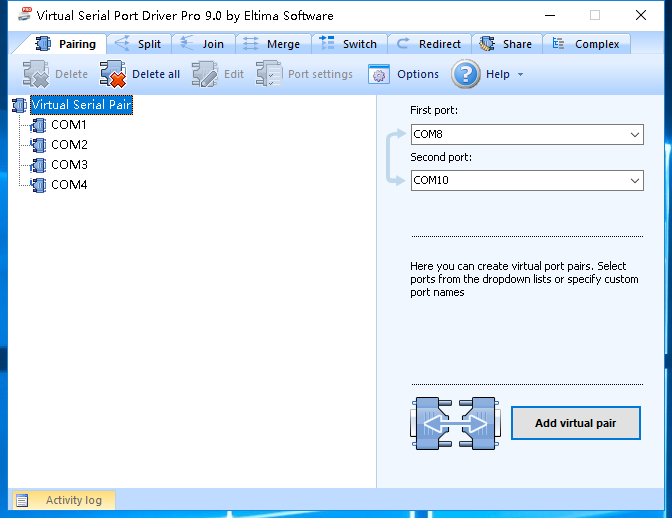 Virtual Serial Port Driver Pro 9.0 by Eltima Software
Pairing Split Join Merge Switch Redirect Share Complex
Delete Delete all Edit Port settings Options Help
Virtual Serial Pair
COM1
COM2
COM3
COM4
First port:
COM8
Second port:
COM10
Here you can create virtual port pairs. Select
ports from the dropdown lists or specify custom
port names
Add virtual pair
Activity log